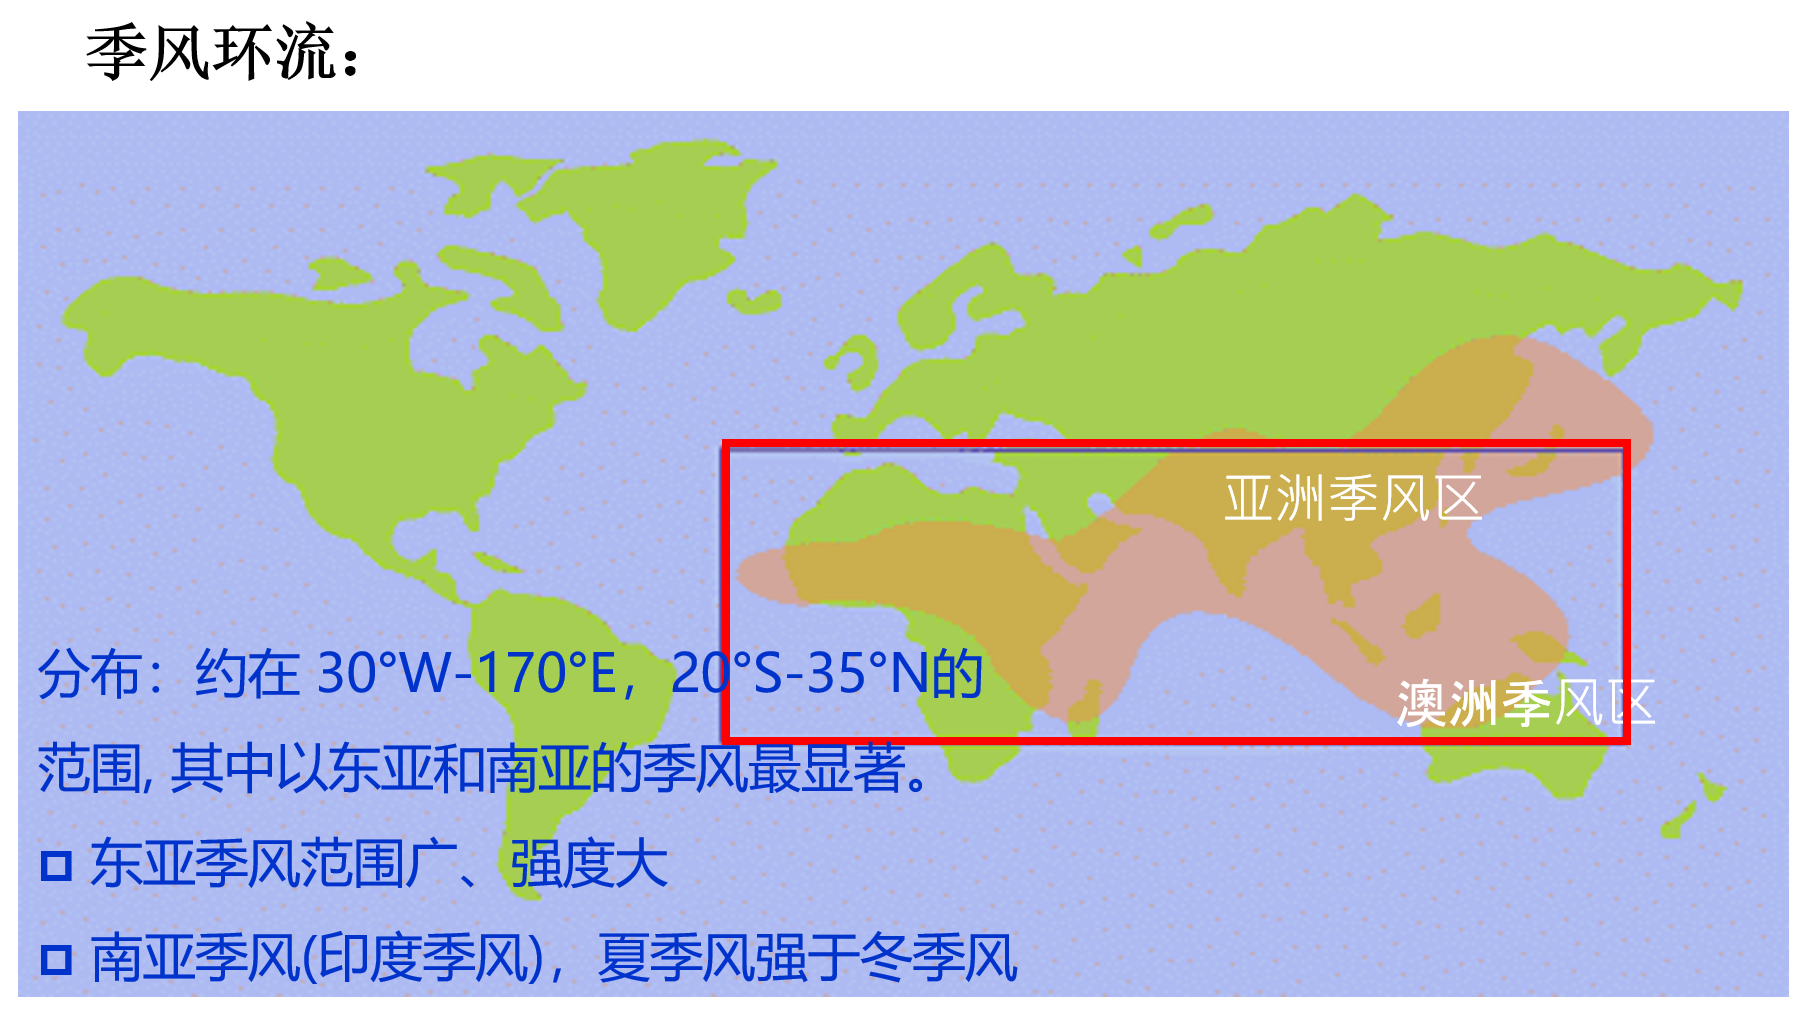 季风环流：
亚洲季风区
澳洲季风区
分布：约在 30°W-170°E，20°S-35°N的
范围, 其中以东亚和南亚的季风最显著。
东亚季风范围广、强度大
南亚季风(印度季风)，夏季风强于冬季风